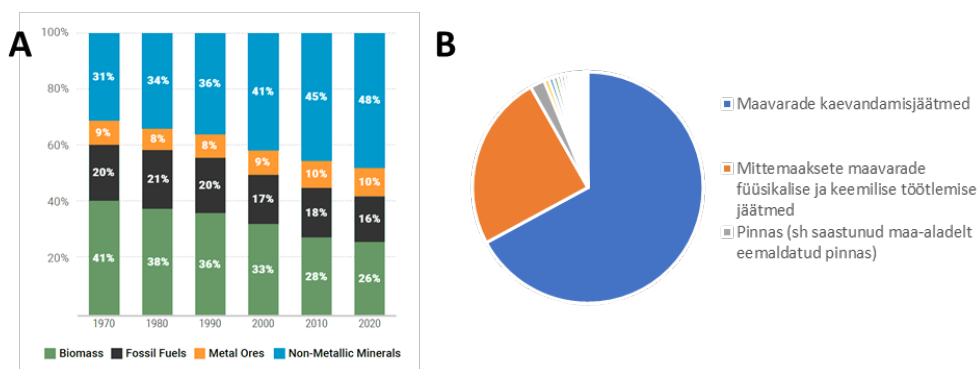 A
100%
80%
60%
40%
20%
31%
34%
36%
41%
45%
48%
9%
8%
8%
9%
10%
10%
20%
21%
20%
17%
18%
16%
41%
38%
36%
33%
28%
26%
1970
1980
1990
2000
2010
2020
Biomass
Fossil Fuels
Metal Ores
Non-Metallic Minerals
B
Maavarade kaevandamisjäätmed
Mittemaaksete maavarade
füüsikalise ja keemilise töötlemise
jäätmed
Pinnas (sh saastunud maa-aladelt
eemaldatud pinnas)